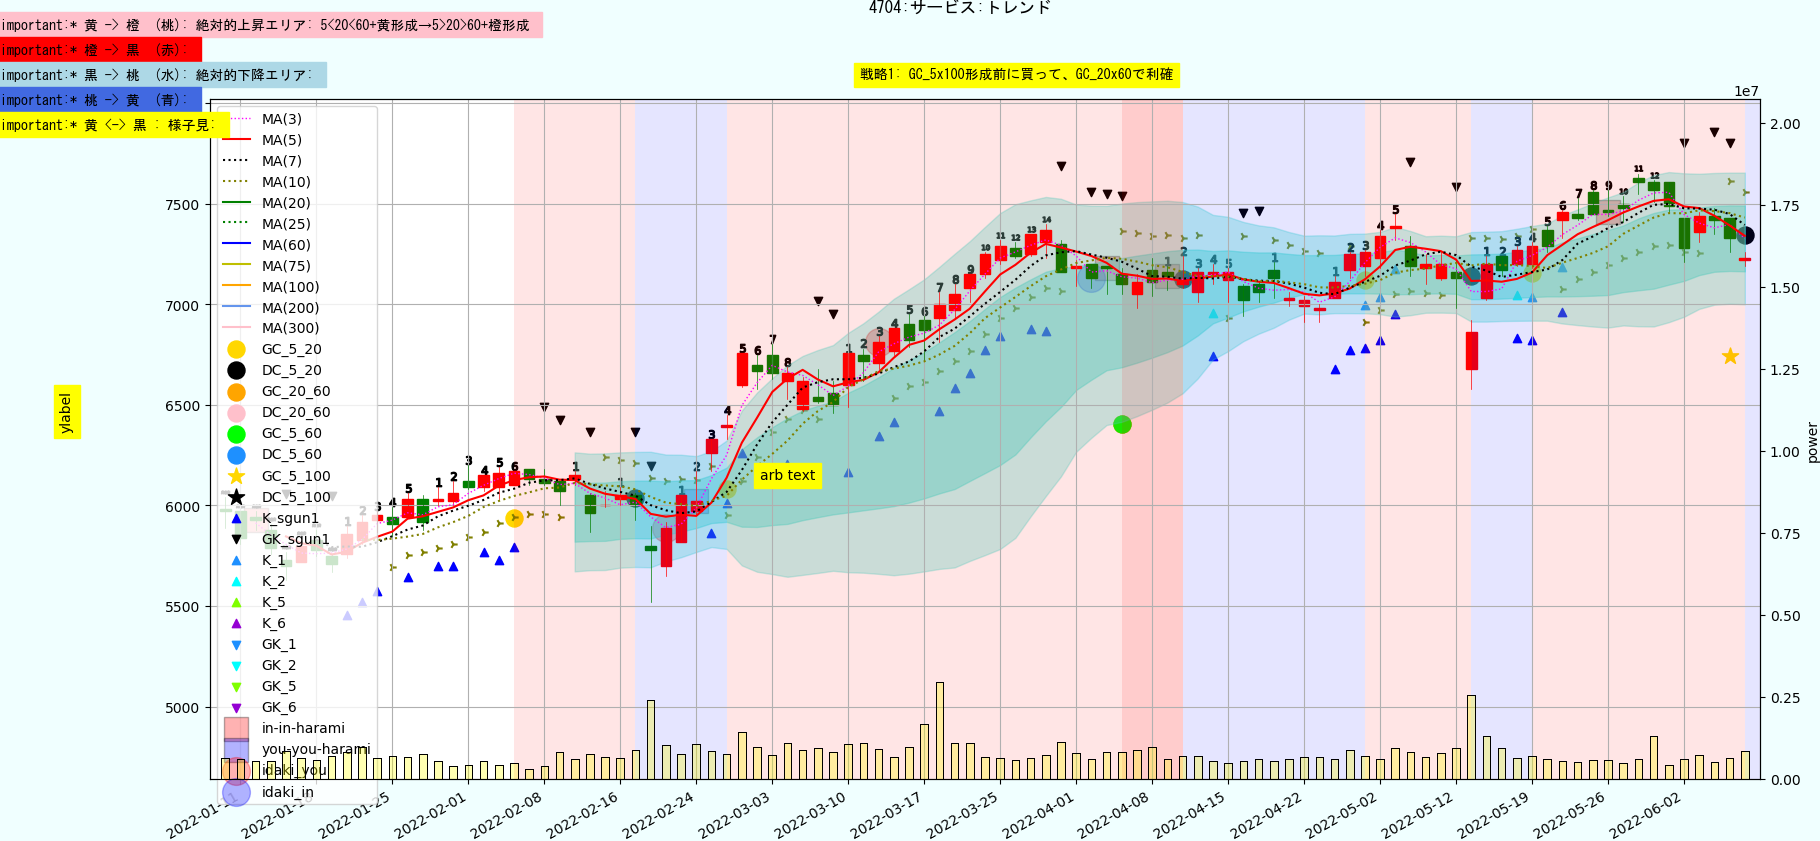 4704:サービス:トレンド
important:* 黄 -> 橙 (桃): 絶対的上昇エリア: 5<20<60+黄形成→5>20>60+橙形成
important:* 橙 -> 黒 (赤):
important:* 黒 -> 桃 (水): 絶対的下降エリア:
戦略1: GC_5x100形成前に買って、GC_20x60で利確
important:* 桃 -> 黄 (青):
important:* 黄 <-> 黒 : 様子見:
1e7
MA(3)
MA(5)
MA(7)
MA(10)
MA(20)
MA(25)
MA(60)
MA(75)
MA(100)
MA(200)
MA(300)
GC_5_20
DC_5_20
GC_20_60
DC_20_60
GC_5_60
DC_5_60
GC_5_100
DC_5_100
K_sgun1
GK_sgun1
K_1
K_2
K_5
K_6
GK_1
GK_2
GK_5
GK_6
in-in-harami
you-you-harami
idaki_you
idaki_in
7500
7000
6500
6000
5500
5000
ylabel
arb text
2.00
1.75
1.50
1.25
1.00
0.75
0.50
0.25
0.00
power
2022-01-25
2022-02-01
2022-02-08
2022-02-16
2022-02-24
2022-03-03
2022-03-10
2022-03-17
2022-03-25
2022-04-01
2022-04-08
2022-04-15
2022-04-22
2022-05-02
2022-05-12
2022-05-19
2022-05-26
2022-06-02